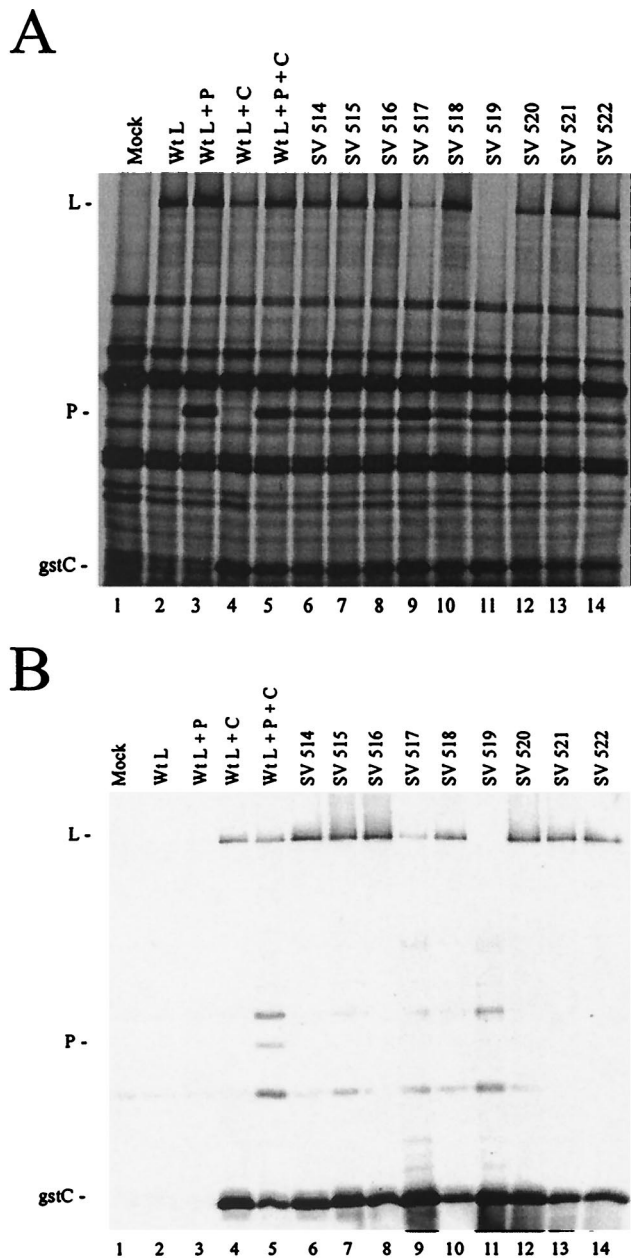 A
Mock
Wt L
Wt L + P
Wt L + C
Wt L + P + C
SV 514
SV 515
SV 516
SV 517
SV 518
SV 519
SV 520
SV 521
SV 522
L -
P -
gstC -
1 2 3 4 5 6 7 8 9 10 11 12 13 14
B
Mock
Wt L
Wt L + P
Wt L + C
Wt L + P + C
SV 514
SV 515
SV 516
SV 517
SV 518
SV 519
SV 520
SV 521
SV 522
L -
P -
gstC -
1 2 3 4 5 6 7 8 9 10 11 12 13 14